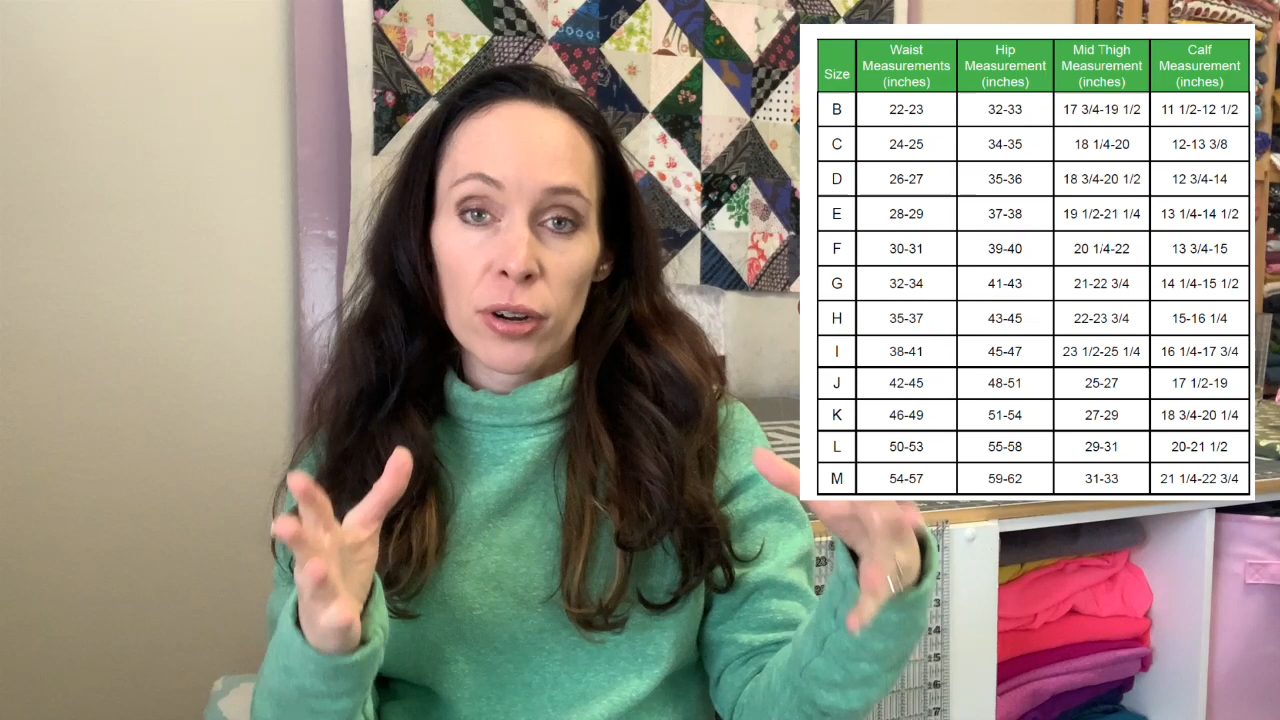 Size Waist Measurements (inches) Hip Measurement (inches) Mid Thigh Measurement (inches) Calf Measurement (inches)
B 22-23 32-33 17 3/4-19 1/2 11 1/2-12 1/2
C 24-25 34-35 18 1/4-20 12-13 3/8
D 26-27 35-36 18 3/4-20 1/2 12 3/4-14
E 28-29 37-38 19 1/2-21 1/4 13 1/4-14 1/2
F 30-31 39-40 20 1/4-22 13 3/4-15
G 32-34 41-43 21-22 3/4 14 1/4-15 1/2
H 35-37 43-45 22-23 3/4 15-16 1/4
I 38-41 45-47 23 1/2-25 1/4 16 1/4-17 3/4
J 42-45 48-51 25-27 17 1/2-19
K 46-49 51-54 27-29 18 3/4-20 1/4
L 50-53 55-58 29-31 20-21 1/2
M 54-57 59-62 31-33 21 1/4-22 3/4